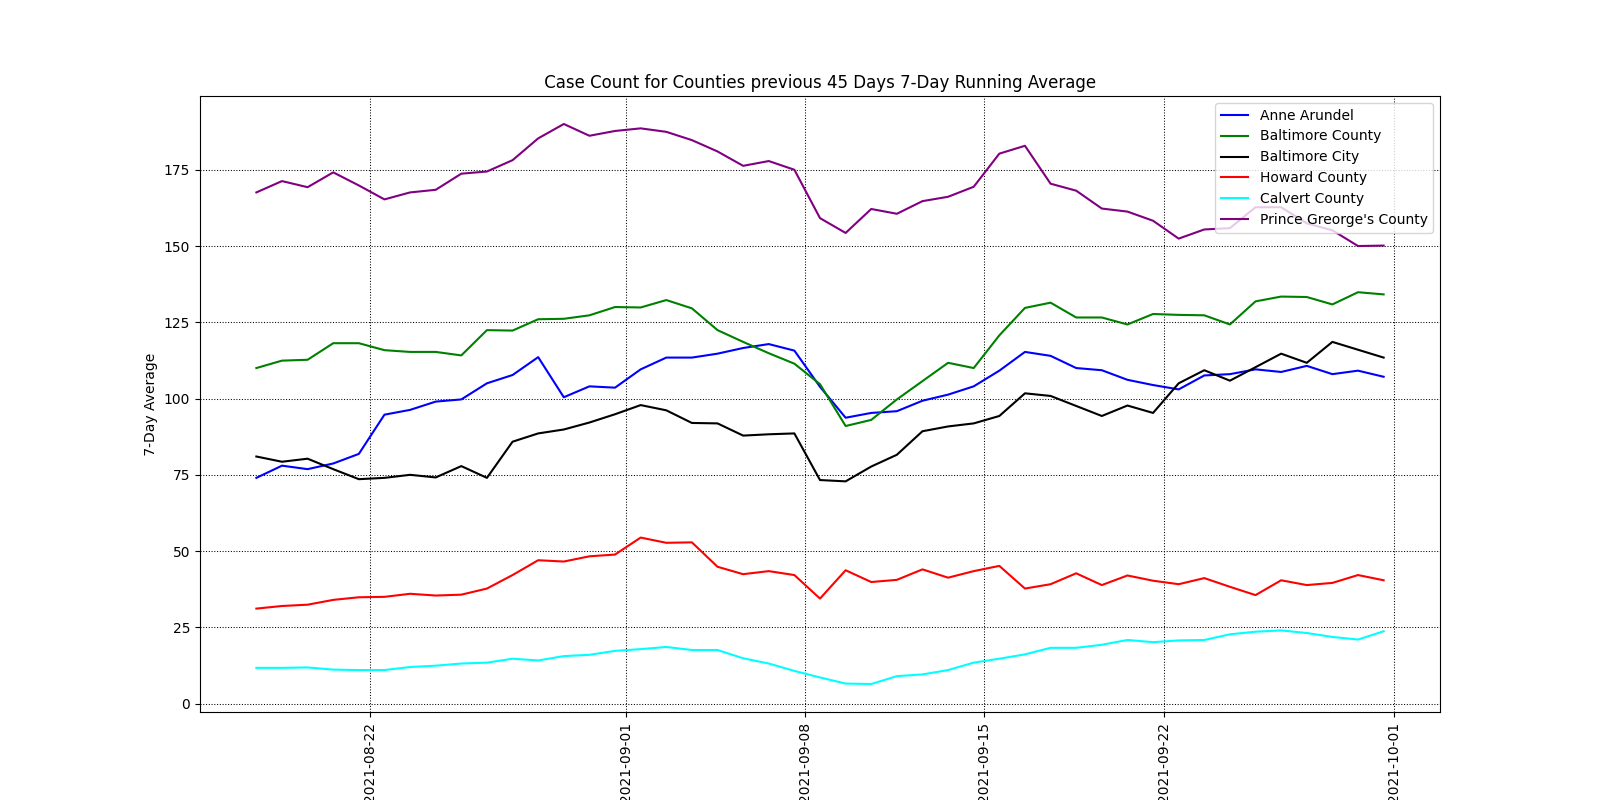 Case Count for Counties previous 45 Days 7-Day Running Average
Anne Arundel
Baltimore County
Baltimore City
Howard County
Calvert County
Prince Greorge's County
7-Day Average
175
150
125
100
75
50
25
0
2021-08-22
2021-09-01
2021-09-08
2021-09-15
2021-09-22
2021-10-01